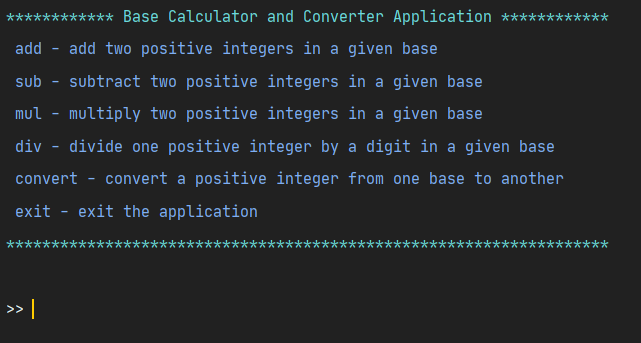 ************ Base Calculator and Converter Application ************
add - add two positive integers in a given base
sub - subtract two positive integers in a given base
mul - multiply two positive integers in a given base
div - divide one positive integer by a digit in a given base
convert - convert a positive integer from one base to another
exit - exit the application
*******************************************************************
>>